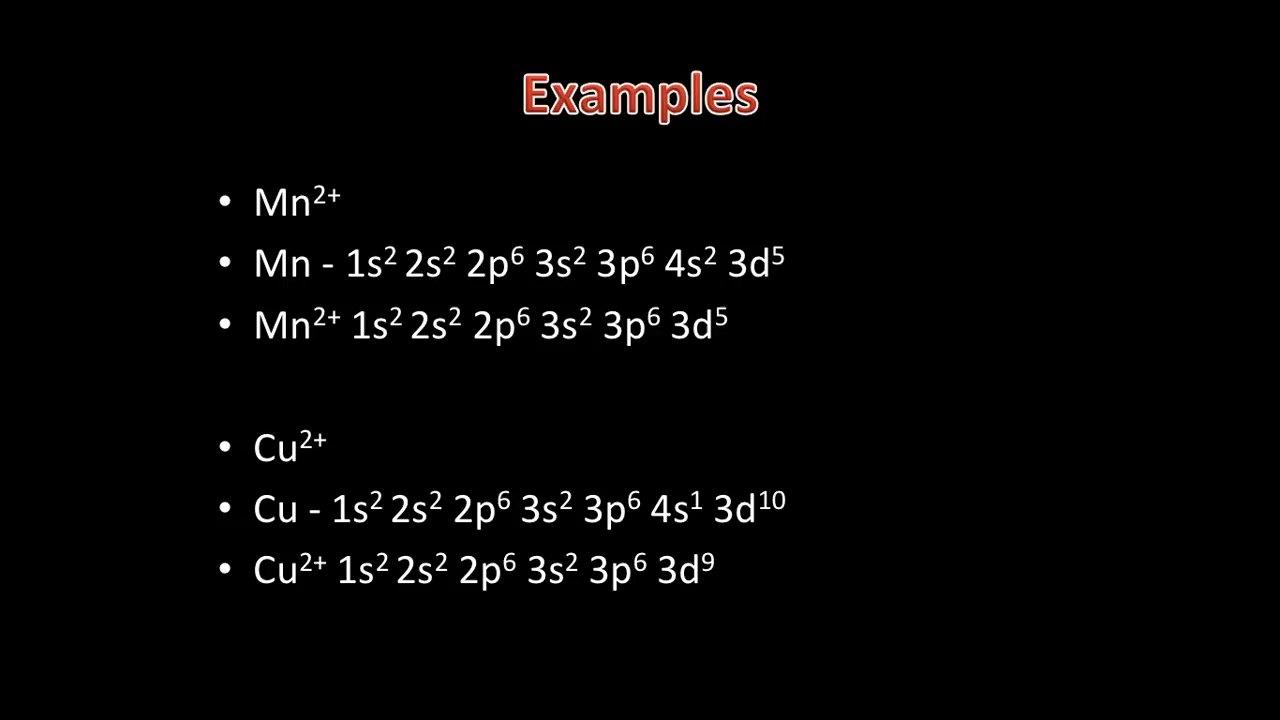 Examples
• Mn²⁺
• Mn - 1s² 2s² 2p⁶ 3s² 3p⁶ 4s² 3d⁵
• Mn²⁺ 1s² 2s² 2p⁶ 3s² 3p⁶ 3d⁵
• Cu²⁺
• Cu - 1s² 2s² 2p⁶ 3s² 3p⁶ 4s¹ 3d¹⁰
• Cu²⁺ 1s² 2s² 2p⁶ 3s² 3p⁶ 3d⁹